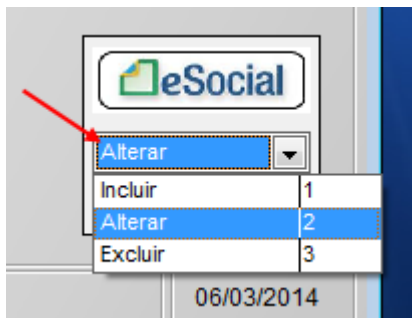 eSocial
Alterar
Incluir 1
Alterar 2
Excluir 3
06/03/2014